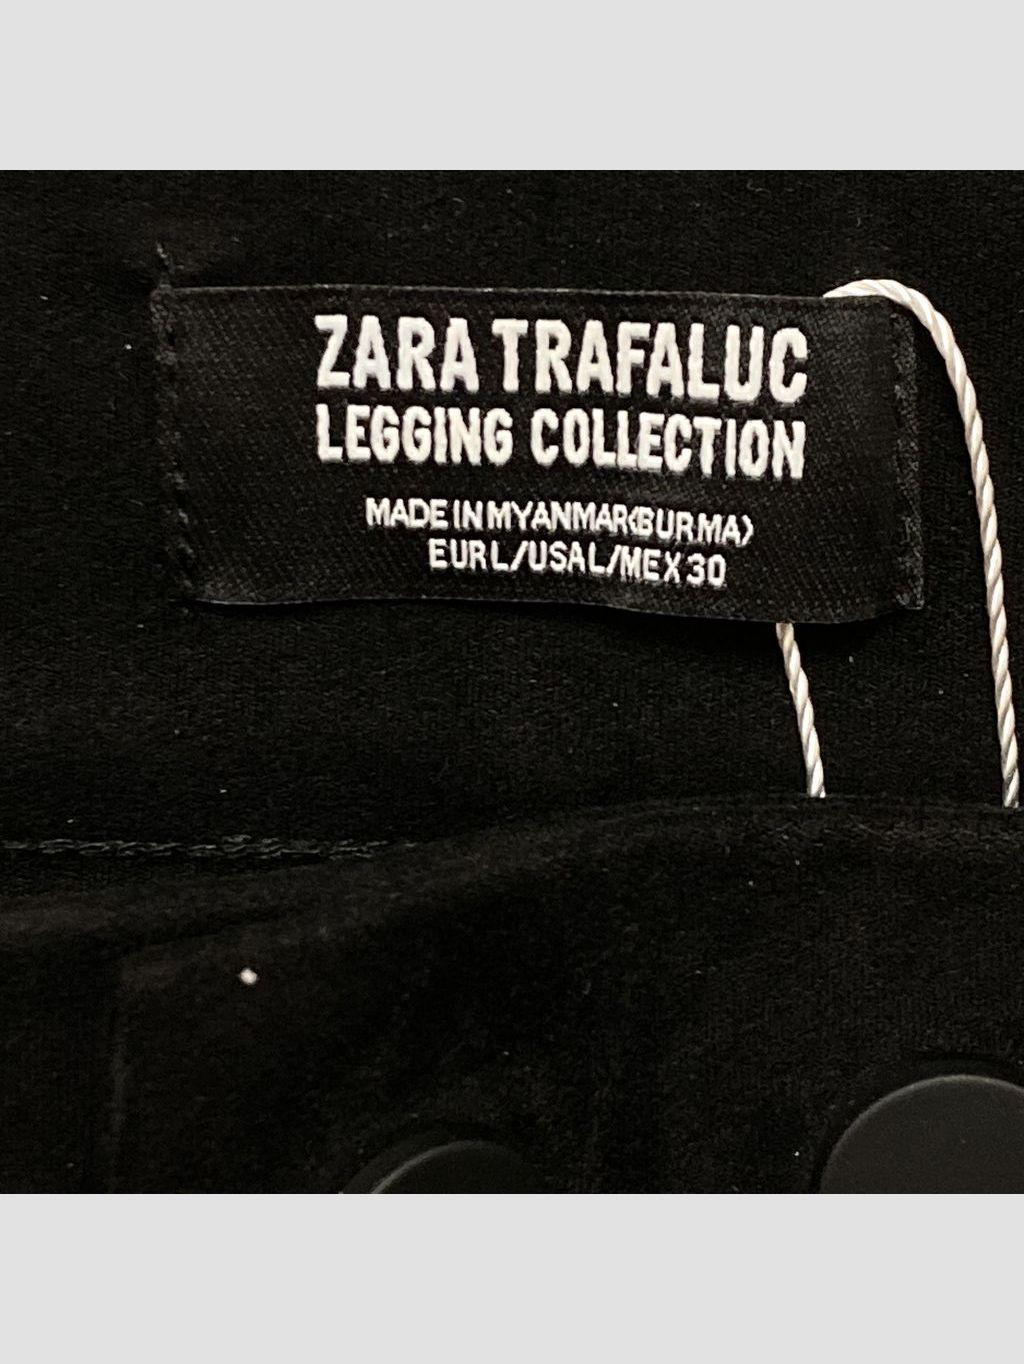 ZARA TRAFALUC
LEGGING COLLECTION
MADE IN MYANMAR(BURMA)
EUR L/USA L/MEX 30